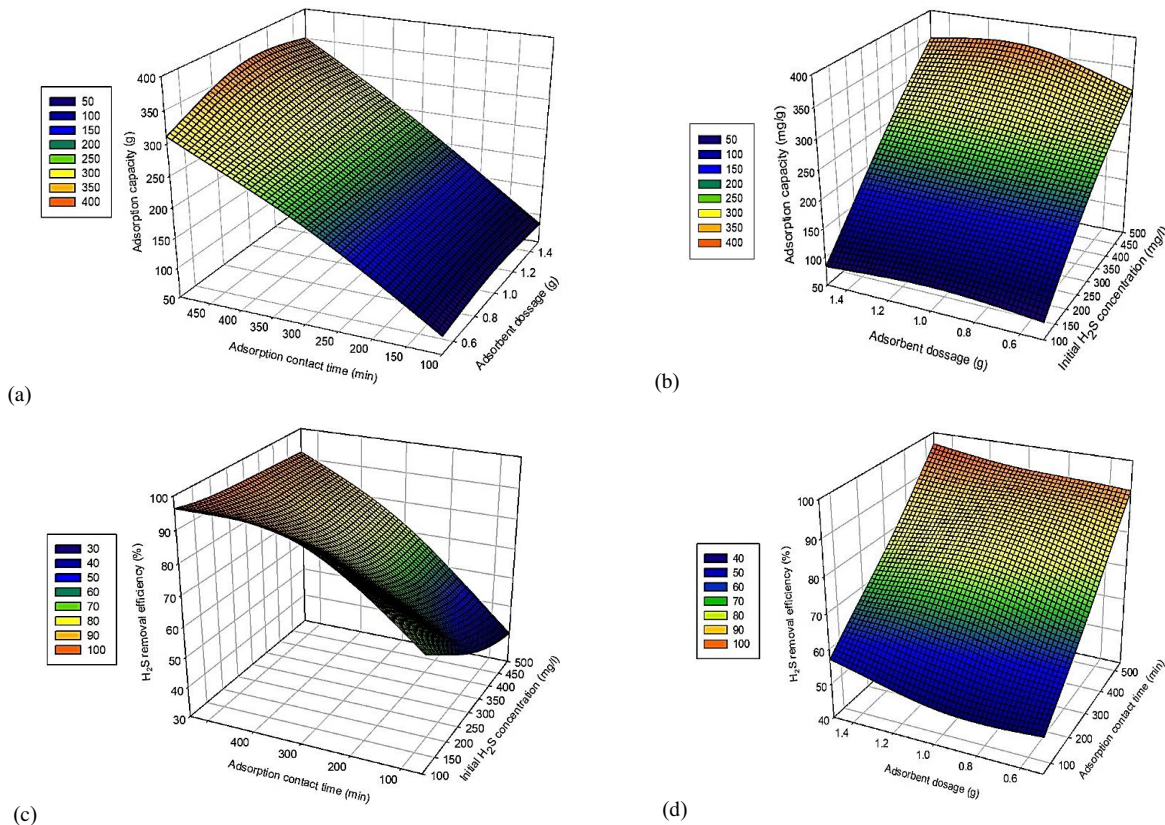 400
350
300
250
200
150
100
50
Adsorption capacity (g)
50
100
150
200
250
300
350
400
450 400 350 300 250 200 150 100
Adsorption contact time (min)
0.6 0.8 1.0 1.2 1.4
Adsorbent dossage (g)
(a)
400
350
300
250
200
150
100
50
Adsorption capacity (mg/g)
50
100
150
200
250
300
350
400
1.4 1.2 1.0 0.8 0.6
Adsorbent dossage (g)
100 150 200 250 300 350 400 450 500
Initial H2S concentration (mg/l)
(b)
100
90
80
70
60
50
40
30
H2S removal efficiency (%)
30
40
50
60
70
80
90
100
400 300 200 100
Adsorption contact time (min)
100 150 200 250 300 350 400 450 500
Initial H2S concentration (mg/l)
(c)
100
90
80
70
60
50
40
H2S removal efficiency (%)
40
50
60
70
80
90
100
1.4 1.2 1.0 0.8 0.6
Adsorbent dosage (g)
100 200 300 400 500
Adsorption contact time (min)
(d)